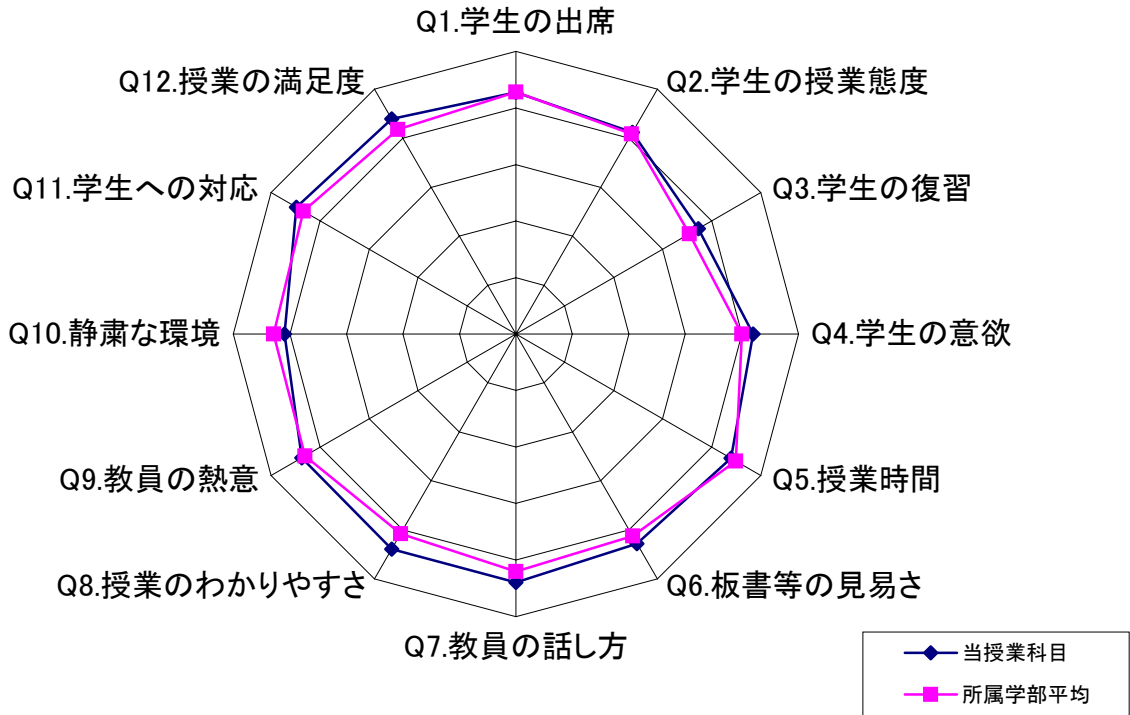 Q1.学生の出席
Q2.学生の授業態度
Q3.学生の復習
Q4.学生の意欲
Q5.授業時間
Q6.板書等の見易さ
Q7.教員の話し方
Q8.授業のわかりやすさ
Q9.教員の熱意
Q10.静粛な環境
Q11.学生への対応
Q12.授業の満足度
当授業科目
所属学部平均